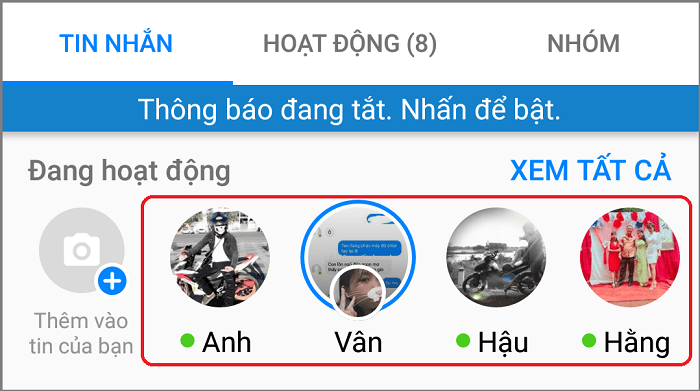 TIN NHẮN
HOẠT ĐỘNG (8)
NHÓM
Thông báo đang tắt. Nhấn để bật.
Đang hoạt động
XEM TẤT CẢ
Thêm vào
tin của bạn
Anh
Vân
Hậu
Hằng